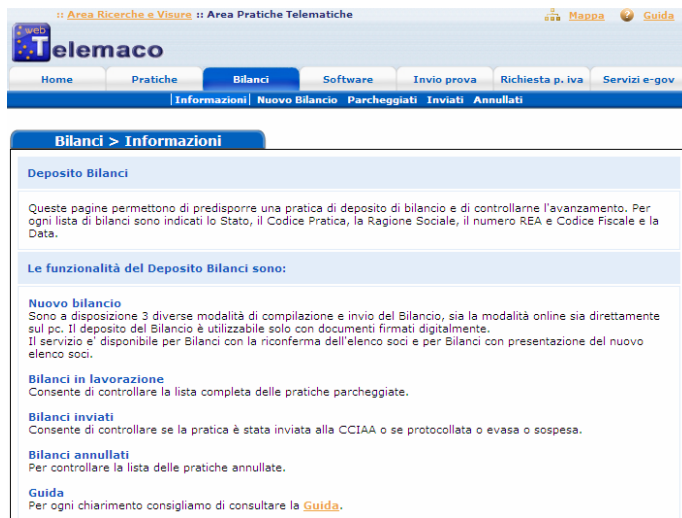 :: Area Ricerche e Visure :: Area Pratiche Telematiche Mappa Guida
web
Telemaco
Home Pratiche Bilanci Software Invio prova Richiesta p. iva Servizi e-gov
|Informazioni| Nuovo Bilancio Parcheggiati Inviati Annullati
Bilanci > Informazioni
Deposito Bilanci
Queste pagine permettono di predisporre una pratica di deposito di bilancio e di controllarne l'avanzamento. Per
ogni lista di bilanci sono indicati lo Stato, il Codice Pratica, la Ragione Sociale, il numero REA e Codice Fiscale e la
Data.
Le funzionalità del Deposito Bilanci sono:
Nuovo bilancio
Sono a disposizione 3 diverse modalità di compilazione e invio del Bilancio, sia la modalità online sia direttamente
sul pc. Il deposito del Bilancio è utilizzabile solo con documenti firmati digitalmente.
Il servizio e' disponibile per Bilanci con la riconferma dell'elenco soci e per Bilanci con presentazione del nuovo
elenco soci.
Bilanci in lavorazione
Consente di controllare la lista completa delle pratiche parcheggiate.
Bilanci inviati
Consente di controllare se la pratica è stata inviata alla CCIAA o se protocollata o evasa o sospesa.
Bilanci annullati
Per controllare la lista delle pratiche annullate.
Guida
Per ogni chiarimento consigliamo di consultare la Guida.